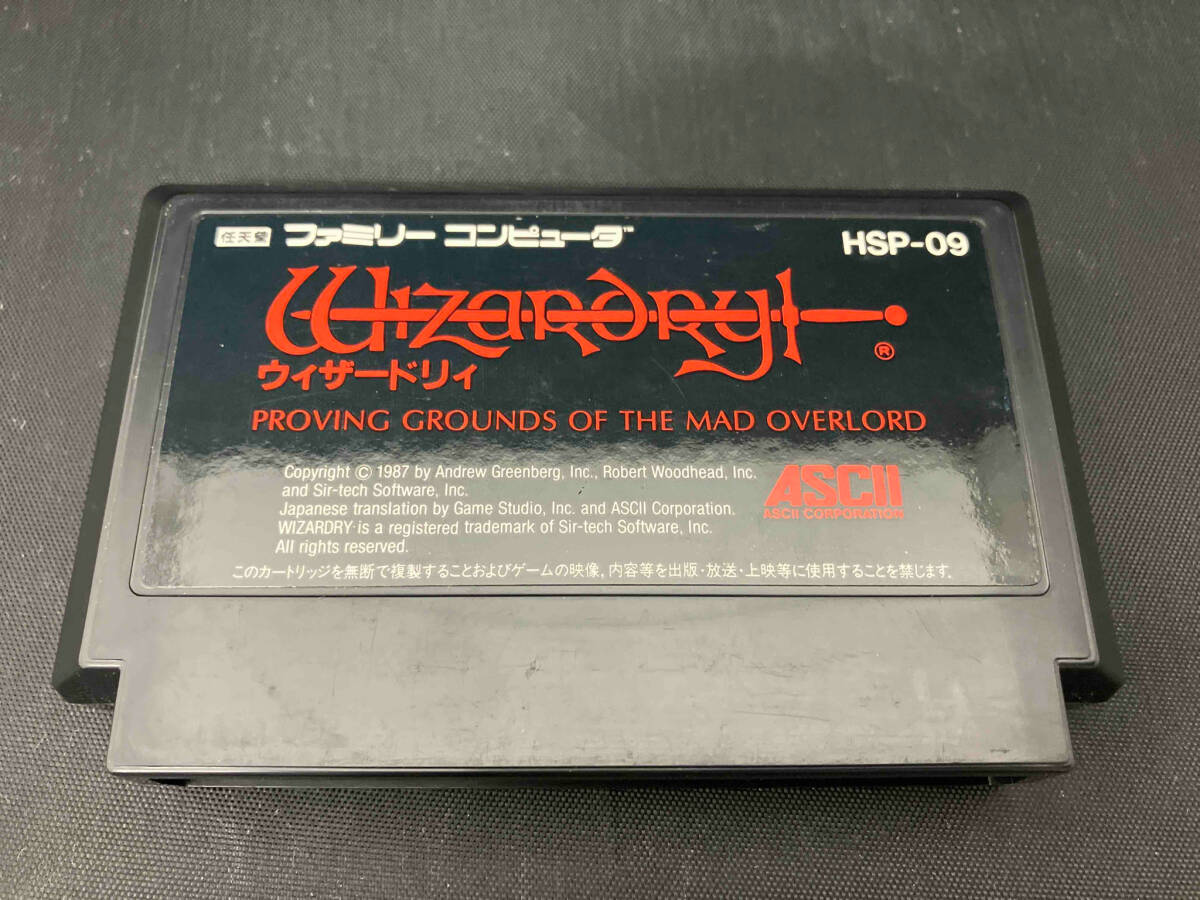 任天堂 ファミリー コンピュータ HSP-09
Wizardry ®
ウィザードリィ
PROVING GROUNDS OF THE MAD OVERLORD
Copyright © 1987 by Andrew Greenberg, Inc., Robert Woodhead, Inc.
and Sir-tech Software, Inc.
Japanese translation by Game Studio, Inc. and ASCII Corporation.
WIZARDRY is a registered trademark of Sir-tech Software, Inc.
All rights reserved.
ASCII
ASCII CORPORATION
このカートリッジを無断で複製することおよびゲームの映像、内容等を出版・放送・上映等に使用することを禁じます。